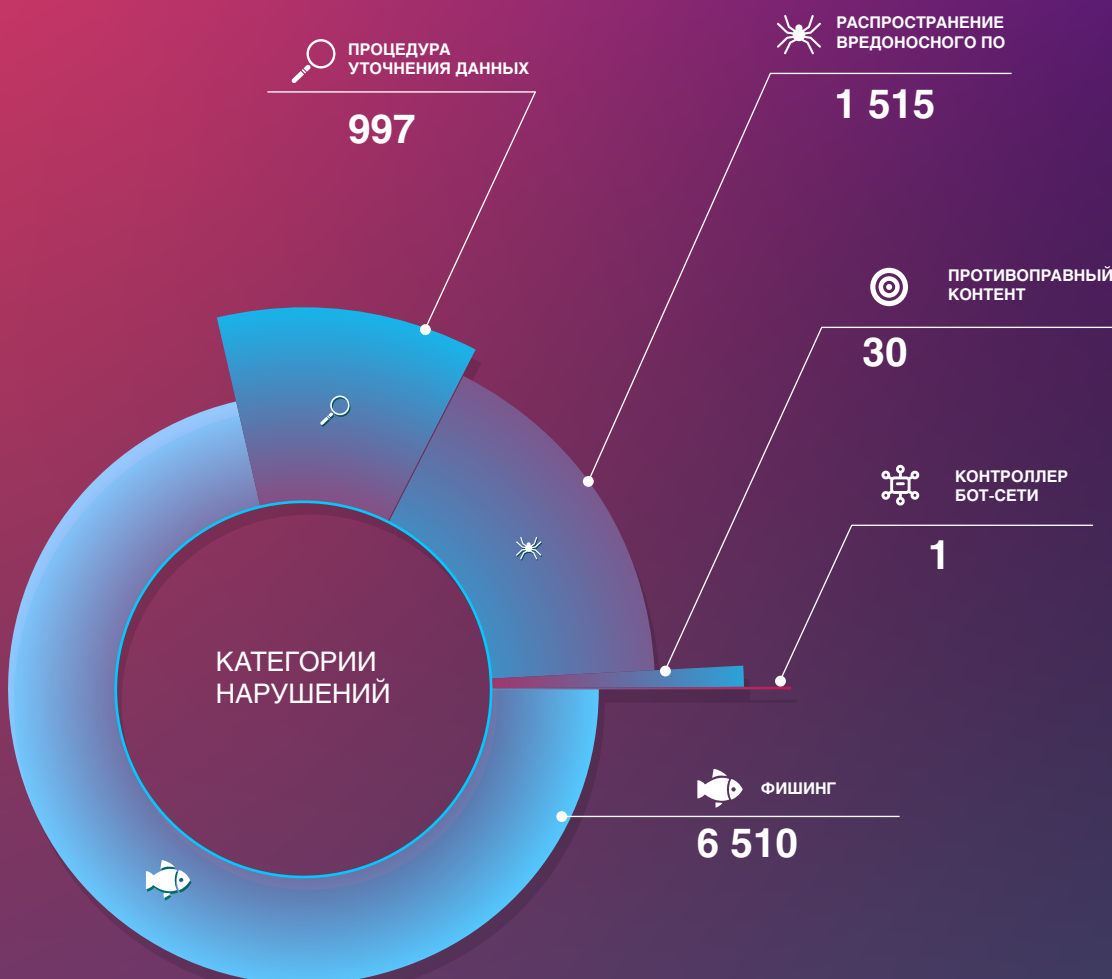 ПРОЦЕДУРА
УТОЧНЕНИЯ ДАННЫХ
997
РАСПРОСТРАНЕНИЕ
ВРЕДОНОСНОГО ПО
1 515
ПРОТИВОПРАВНЫЙ
КОНТЕНТ
30
КОНТРОЛЛЕР
БОТ-СЕТИ
1
КАТЕГОРИИ
НАРУШЕНИЙ
ФИШИНГ
6 510